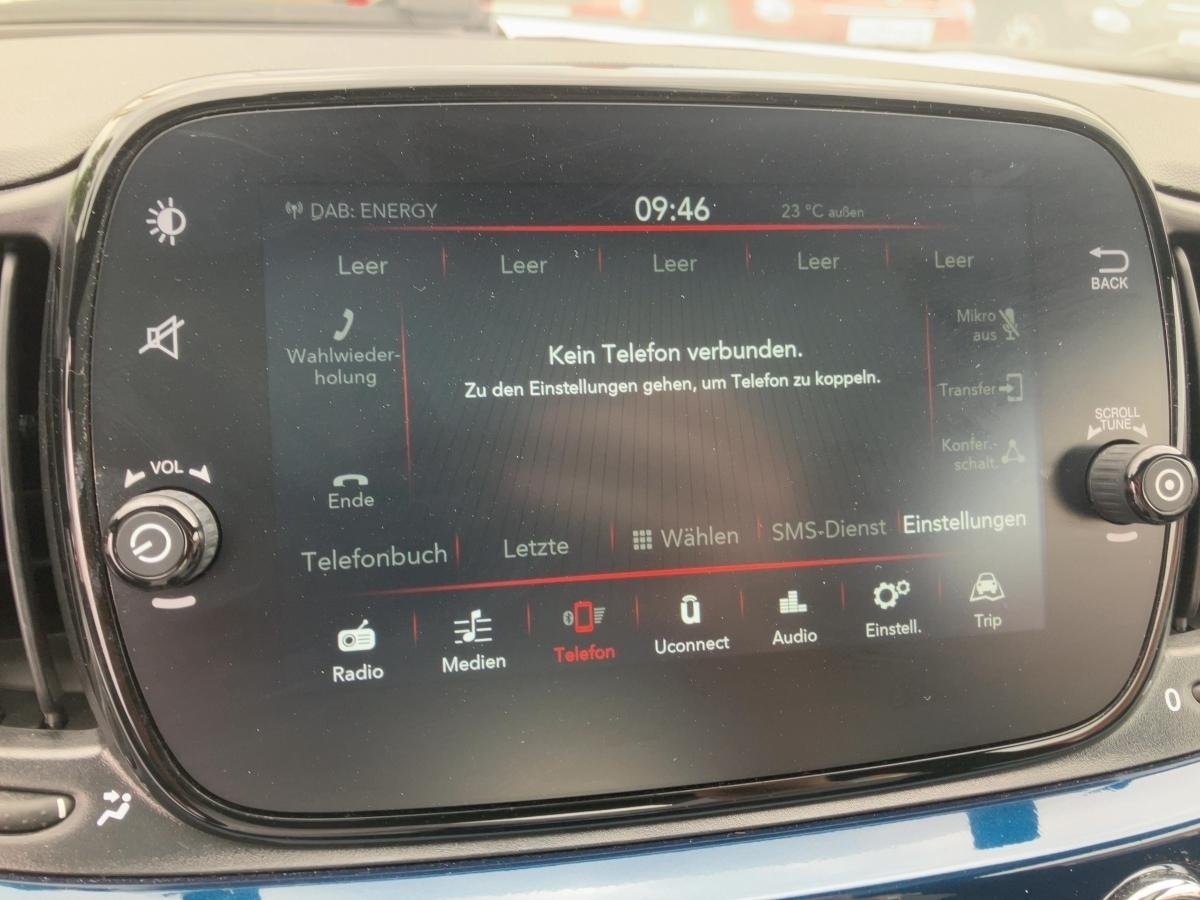 DAB: ENERGY 09:46 23 °C außen
Leer Leer Leer Leer Leer
BACK
Wahlwieder-
holung
Kein Telefon verbunden.
Zu den Einstellungen gehen, um Telefon zu koppeln.
Mikro
aus
Transfer
Konfer.-
schalt.
SCROLL
TUNE
VOL
Ende
Telefonbuch Letzte Wählen SMS-Dienst Einstellungen
Radio Medien Telefon Uconnect Audio Einstell. Trip
0